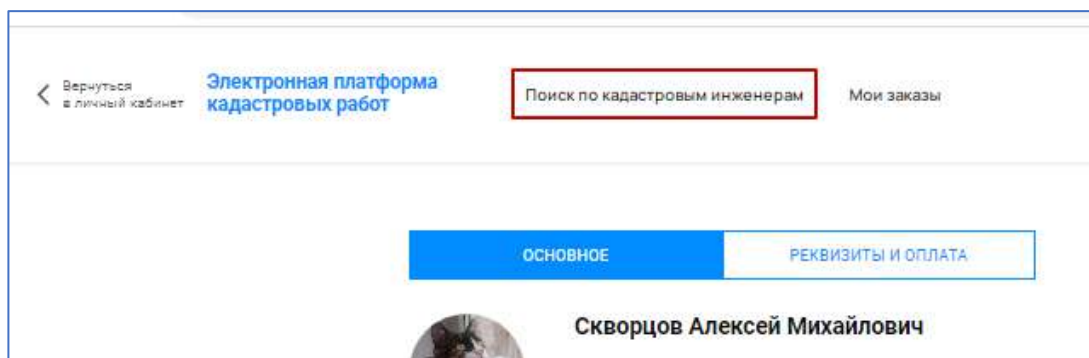 Вернуться
в личный кабинет
Электронная платформа
кадастровых работ
Поиск по кадастровым инженерам
Мои заказы
ОСНОВНОЕ
РЕКВИЗИТЫ И ОПЛАТА
Скворцов Алексей Михайлович